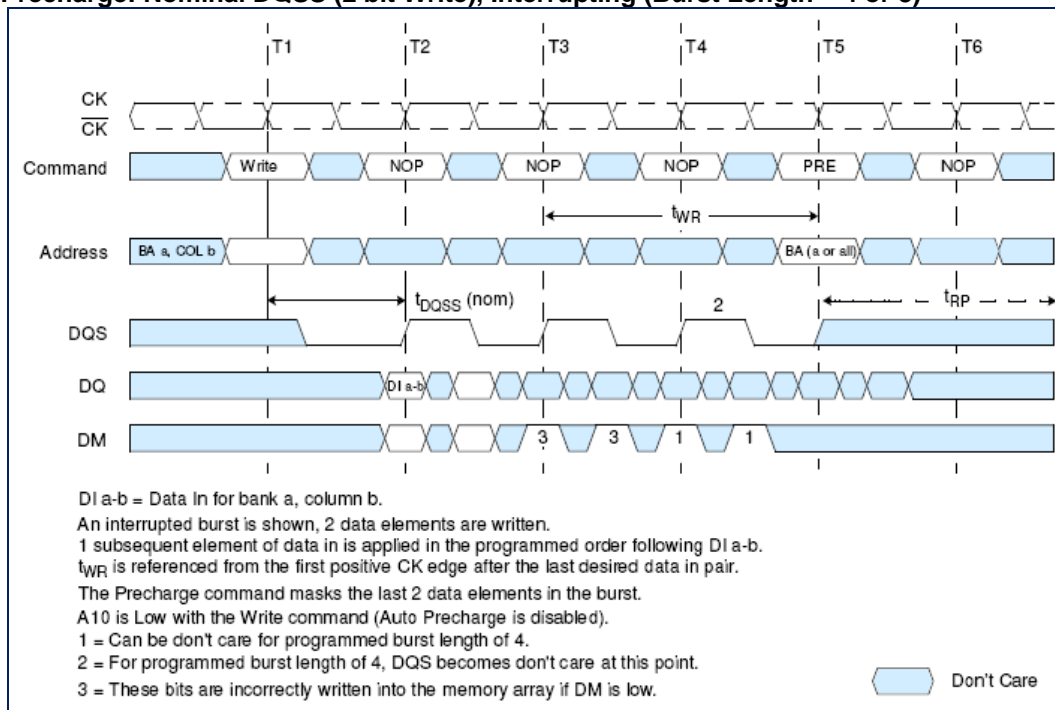 Precharge: Nominal DQSS (2 bit Write), Interrupting (Burst Length = 4 or 8)
T1 T2 T3 T4 T5 T6
CK
CK
Command Write NOP NOP NOP PRE NOP
tWR
Address BA a, COL b BA (a or all)
tDQSS (nom) 2 tRP
DQS
DQ DI a-b
DM 3 3 1 1
DI a-b = Data In for bank a, column b.
An interrupted burst is shown, 2 data elements are written.
1 subsequent element of data in is applied in the programmed order following DI a-b.
tWR is referenced from the first positive CK edge after the last desired data in pair.
The Precharge command masks the last 2 data elements in the burst.
A10 is Low with the Write command (Auto Precharge is disabled).
1 = Can be don't care for programmed burst length of 4.
2 = For programmed burst length of 4, DQS becomes don't care at this point.
3 = These bits are incorrectly written into the memory array if DM is low.
Don't Care